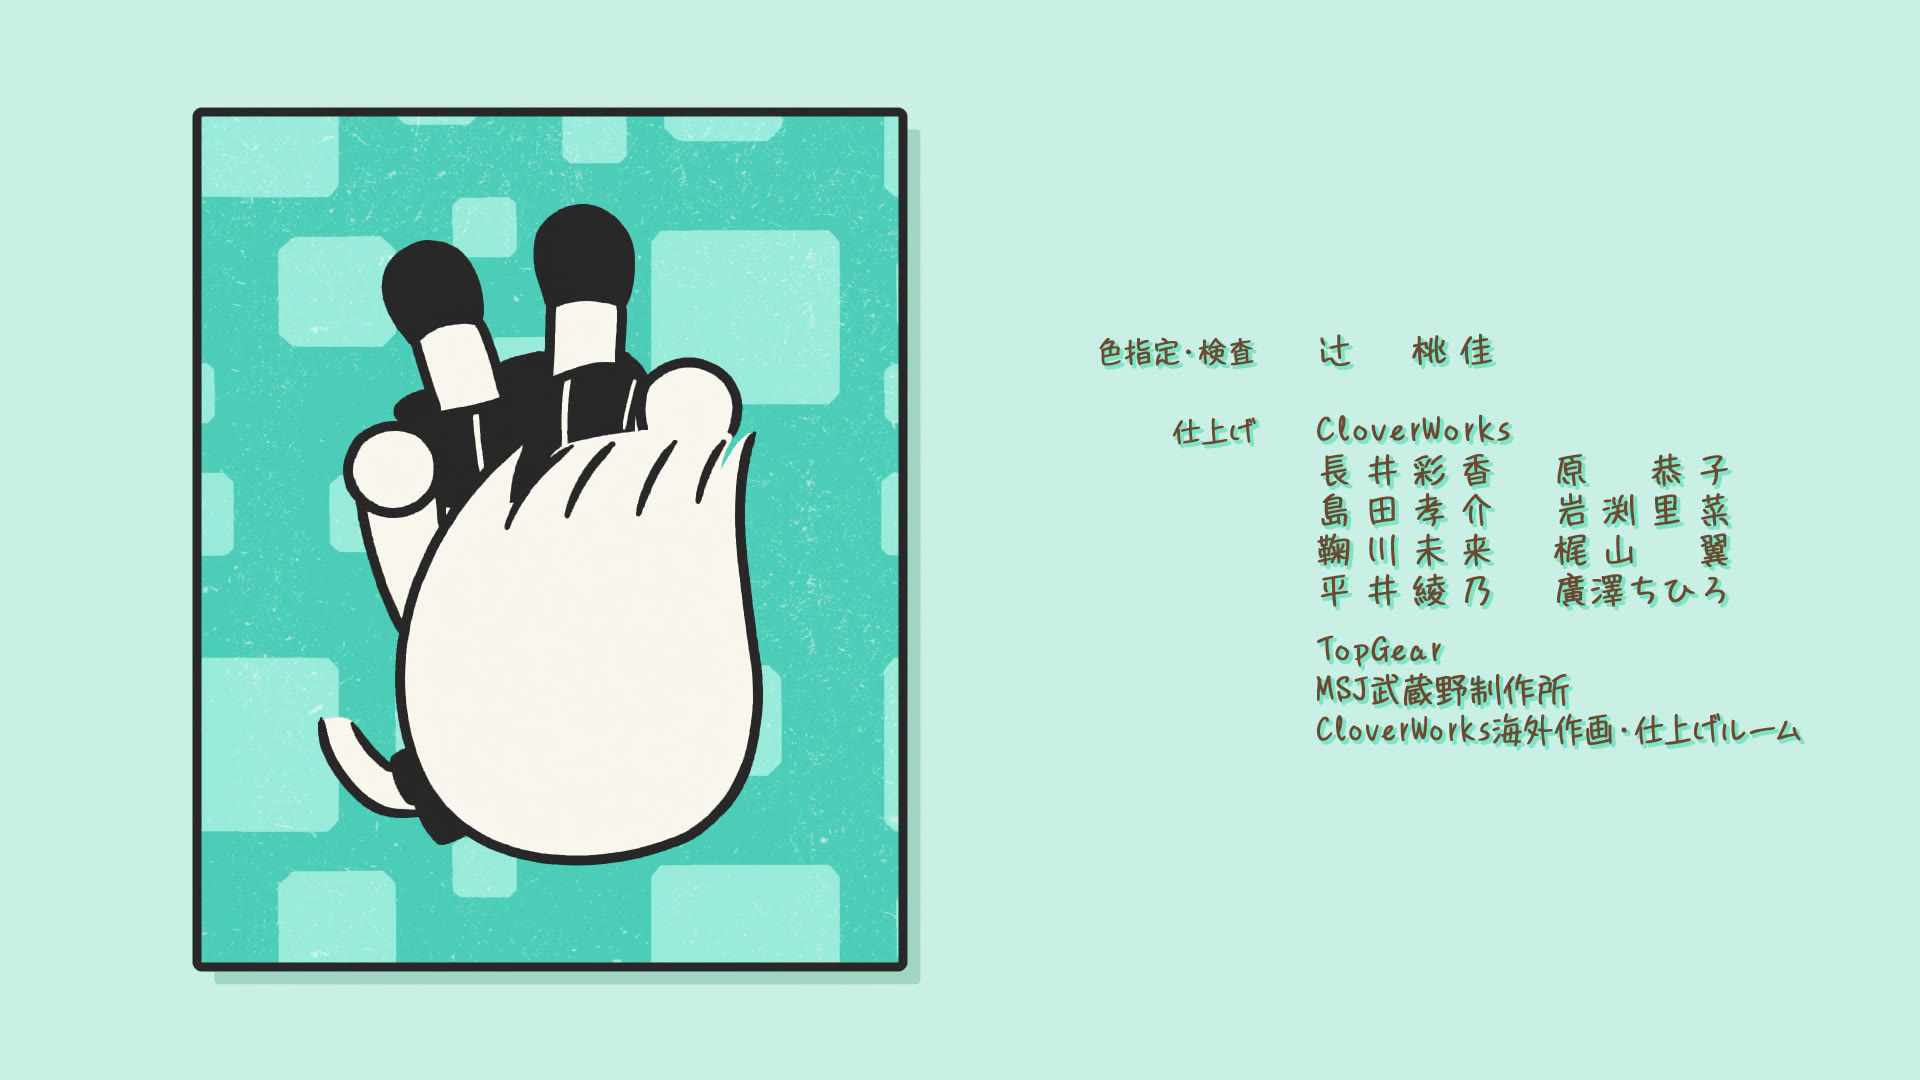 色指定・検査 辻 桃佳
仕上げ CloverWorks
長井彩香 原 恭子
島田孝介 岩渕里菜
鞠川未来 梶山 翼
平井綾乃 廣澤ちひろ
TopGear
MSJ武蔵野制作所
CloverWorks海外作画・仕上げルーム